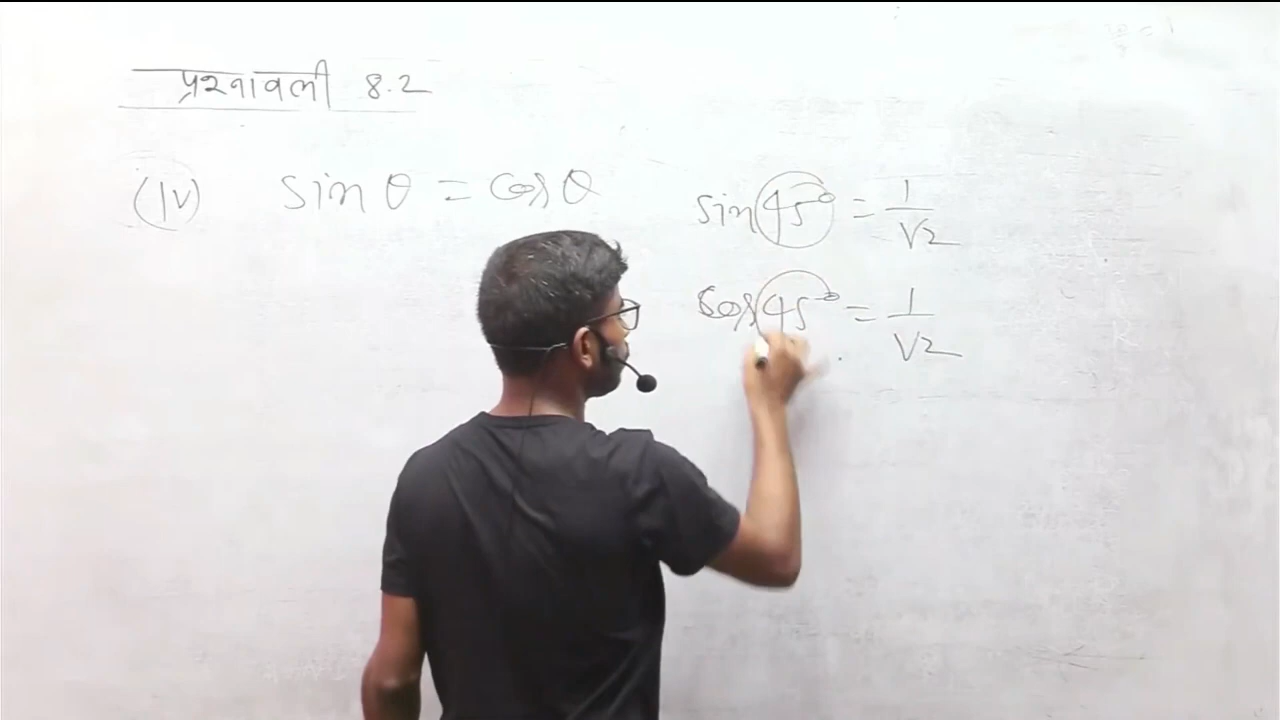 प्रश्नावली 8.2
(iv) sin θ = cos θ
sin 45° = 1/√2
cos 45° = 1/√2